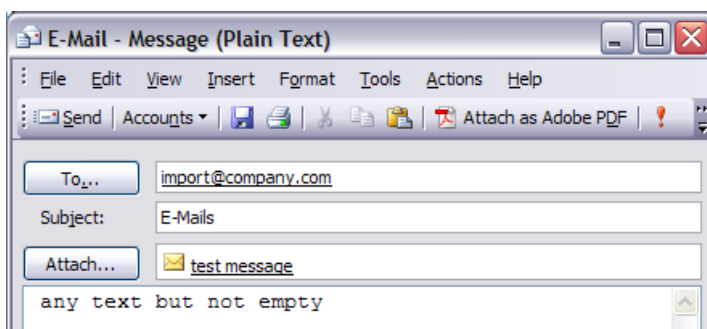 E-Mail - Message (Plain Text)
File Edit View Insert Format Tools Actions Help
Send Accounts Attach as Adobe PDF
To... import@company.com
Subject: E-Mails
Attach... test message
any text but not empty